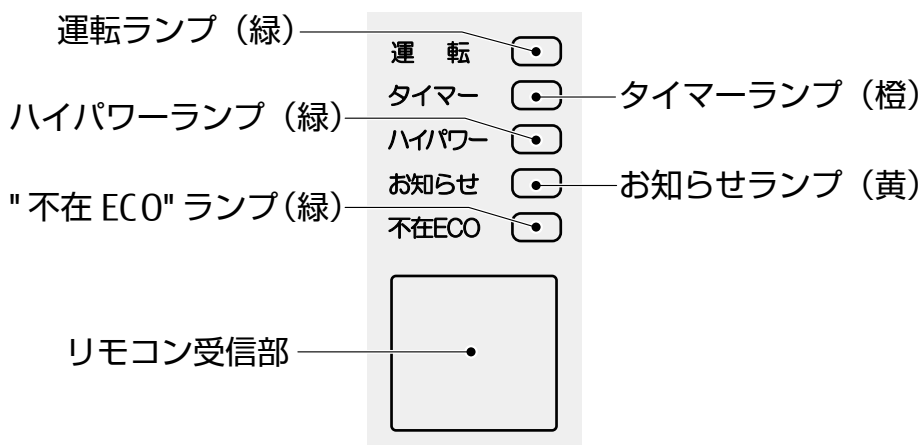 運転ランプ（緑）
運　転
タイマー
タイマーランプ（橙）
ハイパワーランプ（緑）
ハイパワー
お知らせ
お知らせランプ（黄）
"不在ECO"ランプ（緑）
不在ECO
リモコン受信部